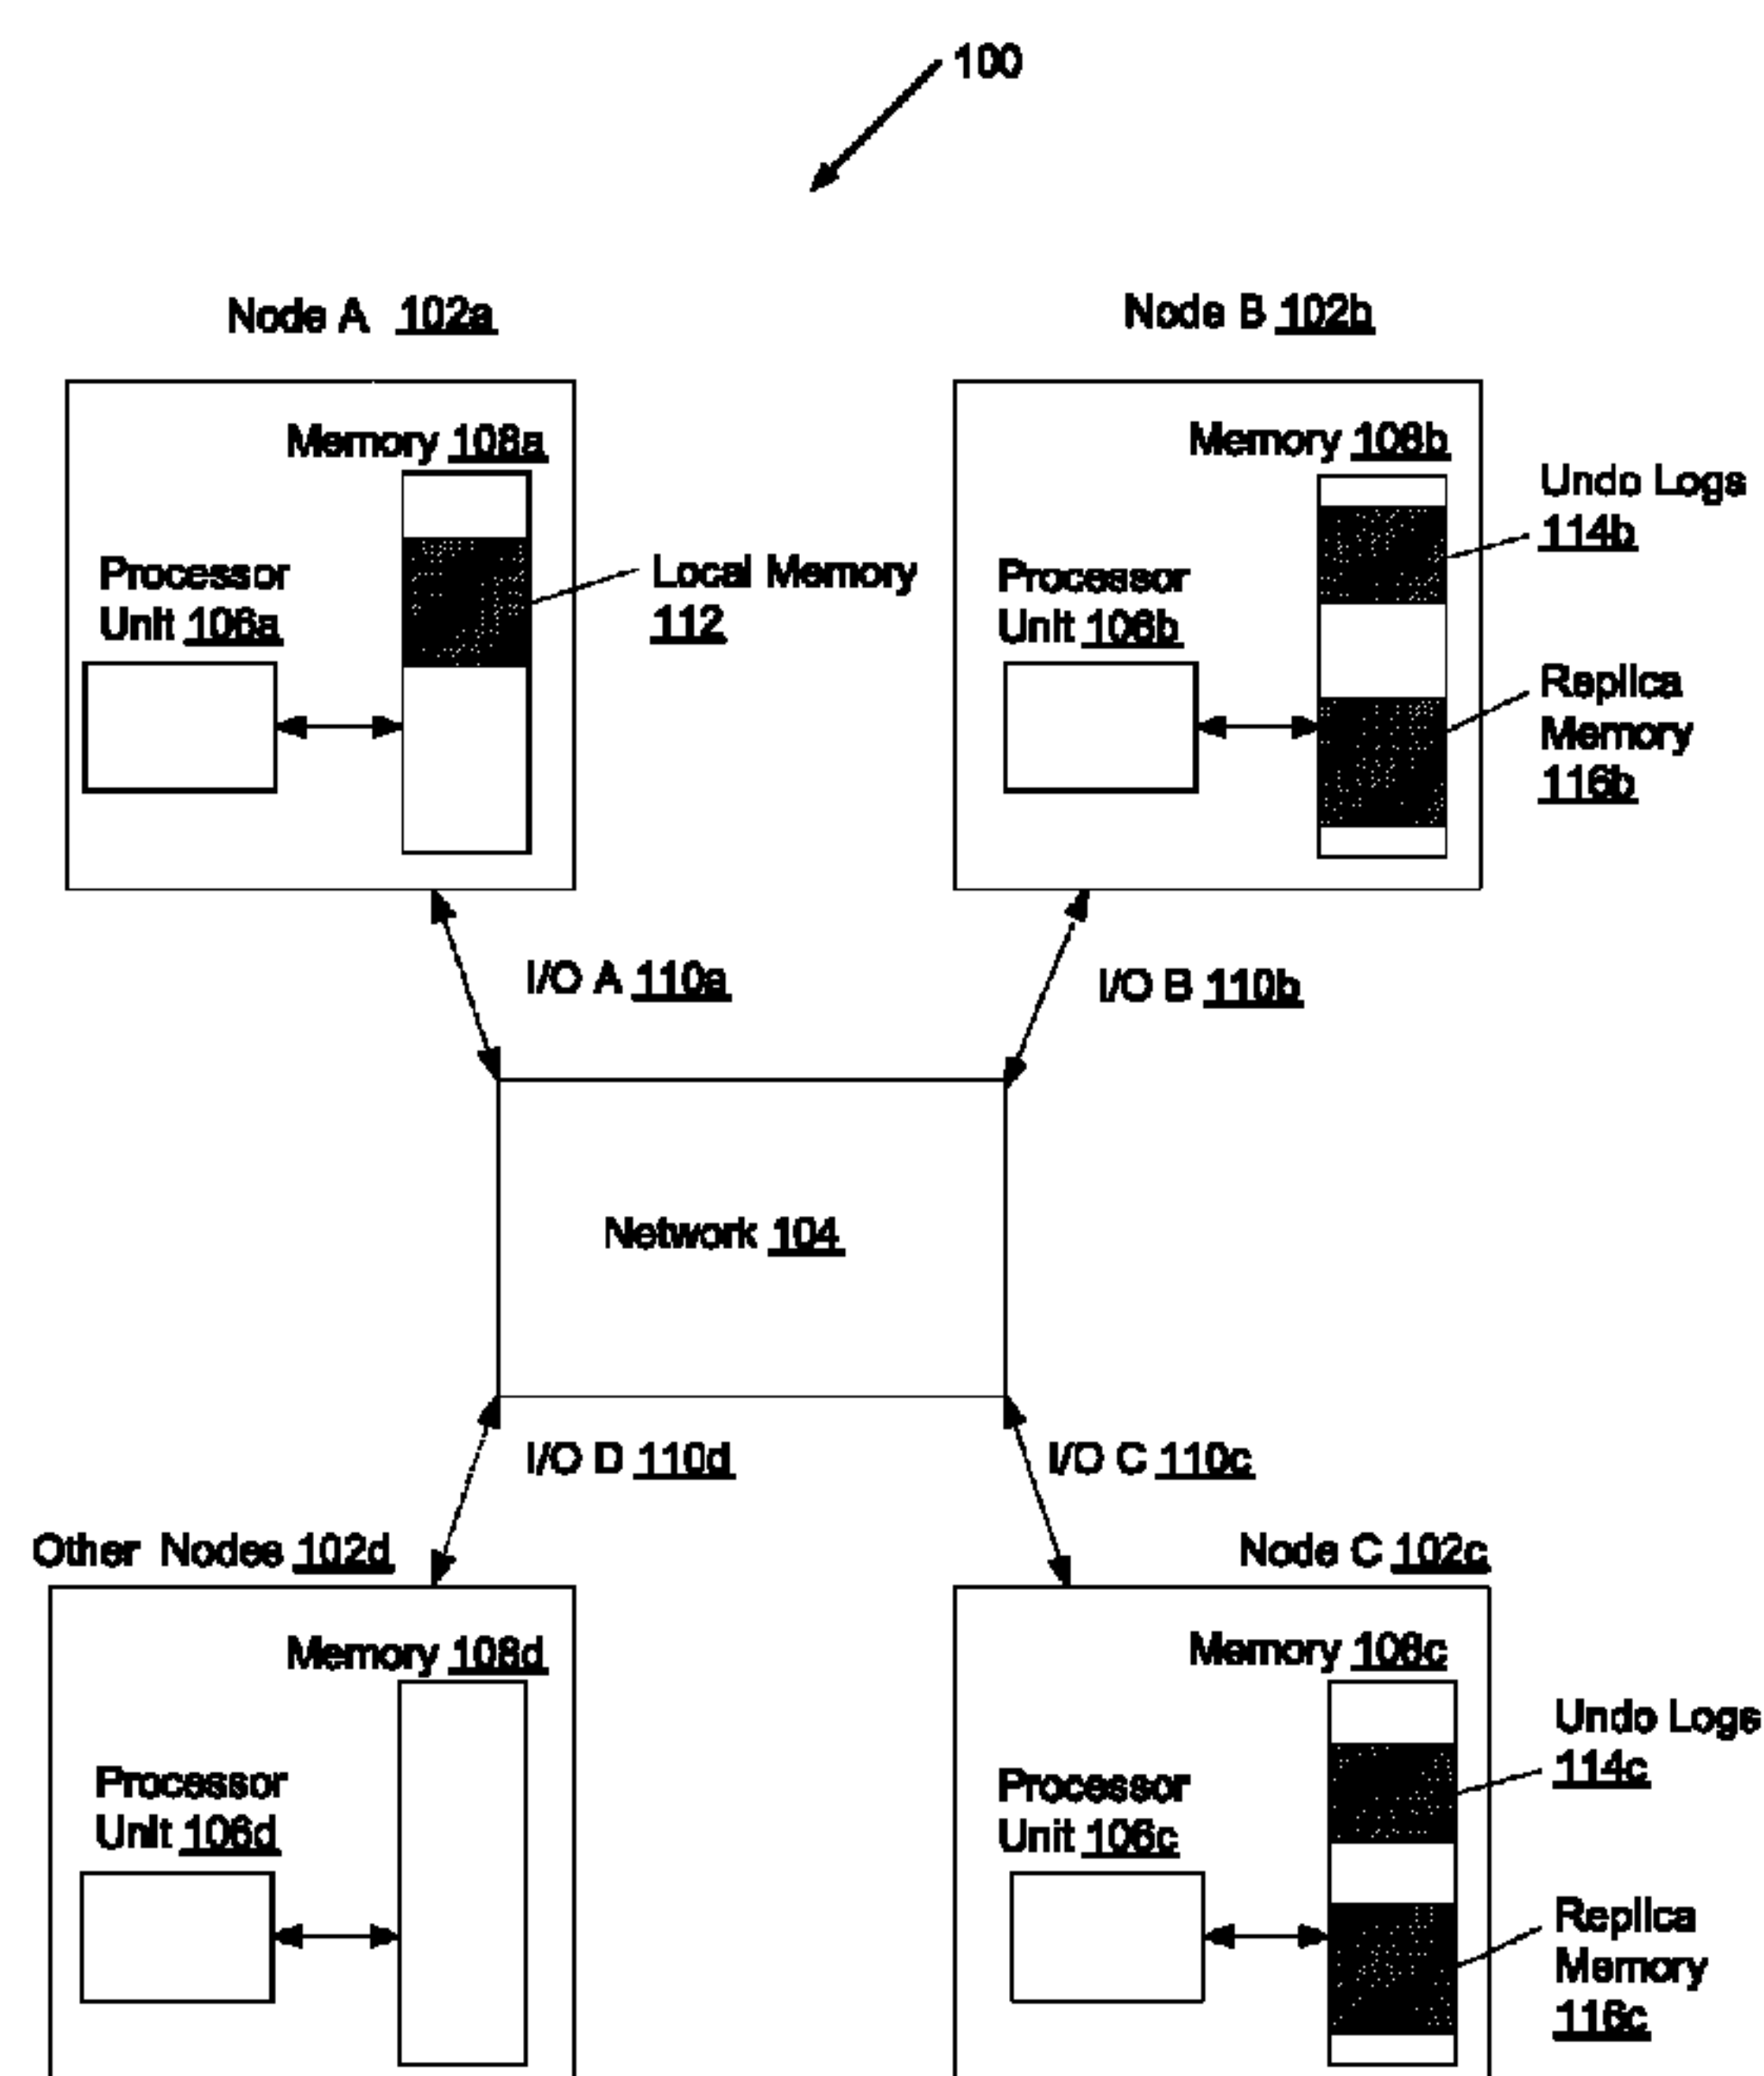 100
Node A 102a
Node B 102b
Memory 108a
Memory 108b
Undo Logs
114b
Processor
Unit 106a
Local Memory
112
Processor
Unit 106b
Replica
Memory
116b
I/O A 110a
I/O B 110b
Network 104
I/O D 110d
I/O C 110c
Other Nodes 102d
Node C 102c
Memory 108d
Memory 108c
Undo Logs
114c
Processor
Unit 106d
Processor
Unit 106c
Replica
Memory
116c